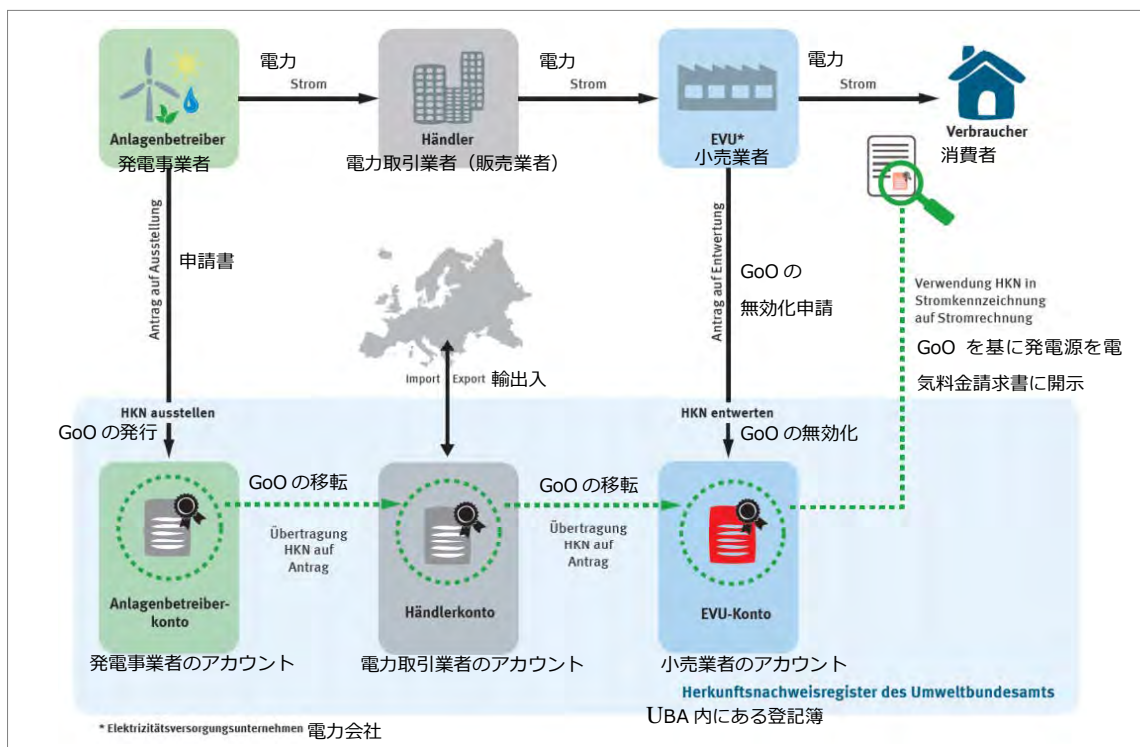 電力
Strom
電力
Strom
電力
Strom
Anlagenbetreiber
発電事業者
Händler
電力取引業者（販売業者）
EVU*
小売業者
Verbraucher
消費者
Antrag auf Ausstellung
申請書
Antrag auf Entwertung
GoO の
無効化申請
Verwendung HKN in
Stromkennzeichnung
auf Stromrechnung
GoO を基に発電源を電
気料金請求書に開示
Import Export 輸出入
HKN ausstellen
GoO の発行
HKN entwerten
GoO の無効化
GoO の移転
Übertragung
HKN auf
Antrag
GoO の移転
Übertragung
HKN auf
Antrag
Anlagenbetreiber-
konto
発電事業者のアカウント
Händlerkonto
電力取引業者のアカウント
EVU-Konto
小売業者のアカウント
Herkunftsnachweisregister des Umweltbundesamts
UBA 内にある登記簿
* Elektrizitätsversorgungsunternehmen 電力会社